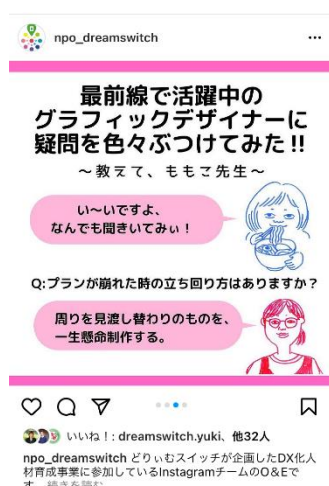 npo_dreamswitch
最前線で活躍中の
グラフィックデザイナーに
疑問を色々ぶつけてみた!!
～教えて、ももこ先生～
い～いですよ、
なんでも聞きいてみぃ！
Q:プランが崩れた時の立ち回り方はありますか？
周りを見渡し替わりのものを、
一生懸命制作する。
いいね！: dreamswitch.yuki、他32人
npo_dreamswitch どりぃむスイッチが企画したDX化人
材育成事業に参加しているInstagramチームのO＆Eで
す 続きを読む